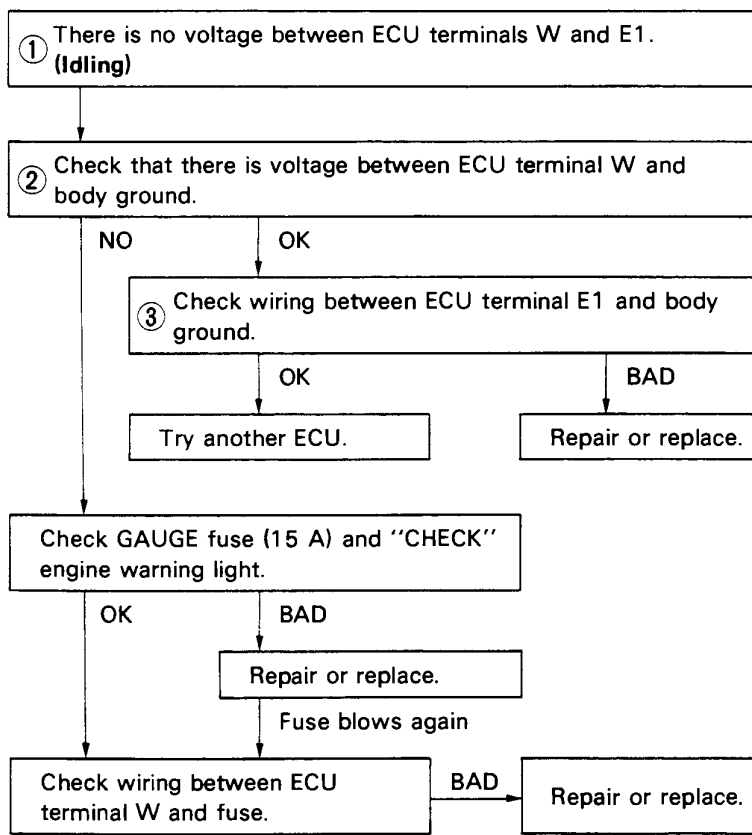 ① There is no voltage between ECU terminals W and E1.
(Idling)
② Check that there is voltage between ECU terminal W and
body ground.
NO
OK
③ Check wiring between ECU terminal E1 and body
ground.
OK
BAD
Try another ECU.
Repair or replace.
Check GAUGE fuse (15 A) and "CHECK"
engine warning light.
OK
BAD
Repair or replace.
Fuse blows again
Check wiring between ECU
terminal W and fuse.
BAD
Repair or replace.